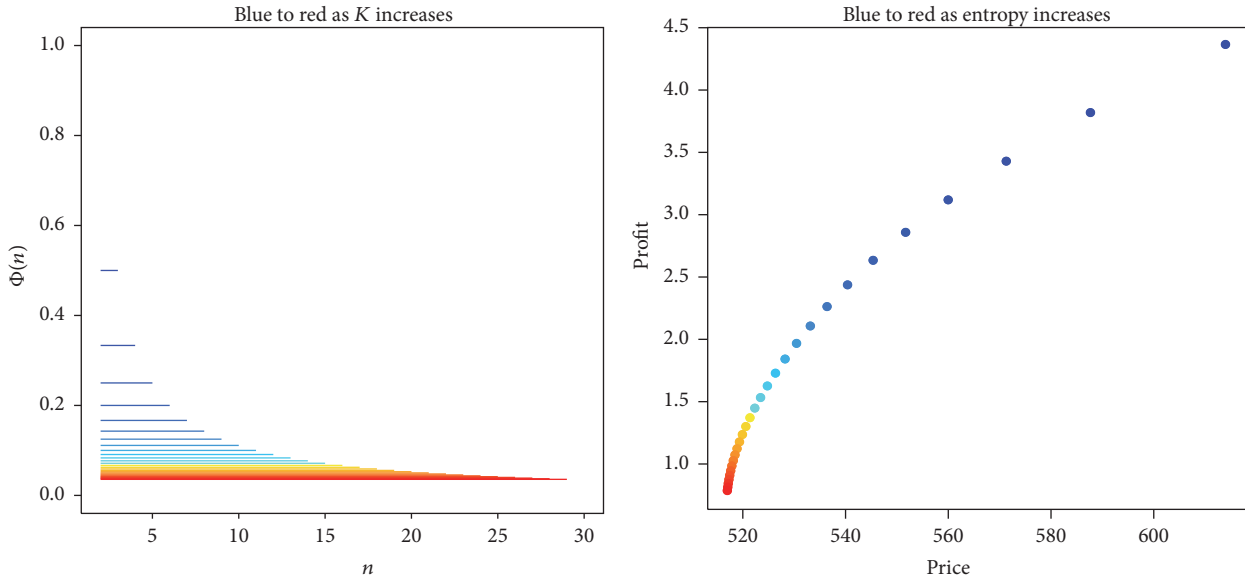 Blue to red as K increases
1.0
0.8
0.6
0.4
0.2
0.0
Φ(n)
5 10 15 20 25 30
n
Blue to red as entropy increases
4.5
4.0
3.5
3.0
2.5
2.0
1.5
1.0
Profit
520 540 560 580 600
Price